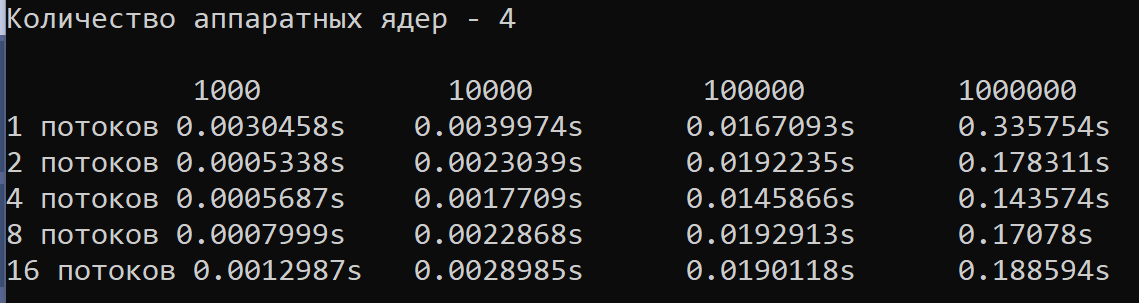 Количество аппаратных ядер - 4
1000 10000 100000 1000000
1 потоков 0.0030458s 0.0039974s 0.0167093s 0.335754s
2 потоков 0.0005338s 0.0023039s 0.0192235s 0.178311s
4 потоков 0.0005687s 0.0017709s 0.0145866s 0.143574s
8 потоков 0.0007999s 0.0022868s 0.0192913s 0.17078s
16 потоков 0.0012987s 0.0028985s 0.0190118s 0.188594s